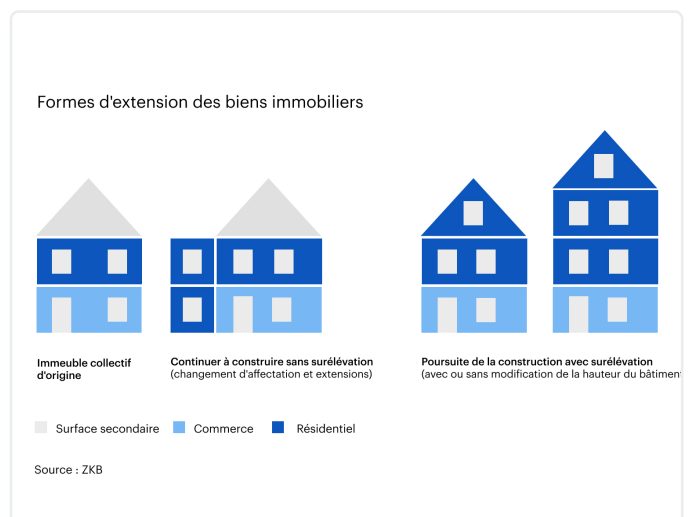 Formes d'extension des biens immobiliers
Immeuble collectif
d'origine
Continuer à construire sans surélévation
(changement d'affectation et extensions)
Poursuite de la construction avec surélévation
(avec ou sans modification de la hauteur du bâtiment
Surface secondaire
Commerce
Résidentiel
Source : ZKB